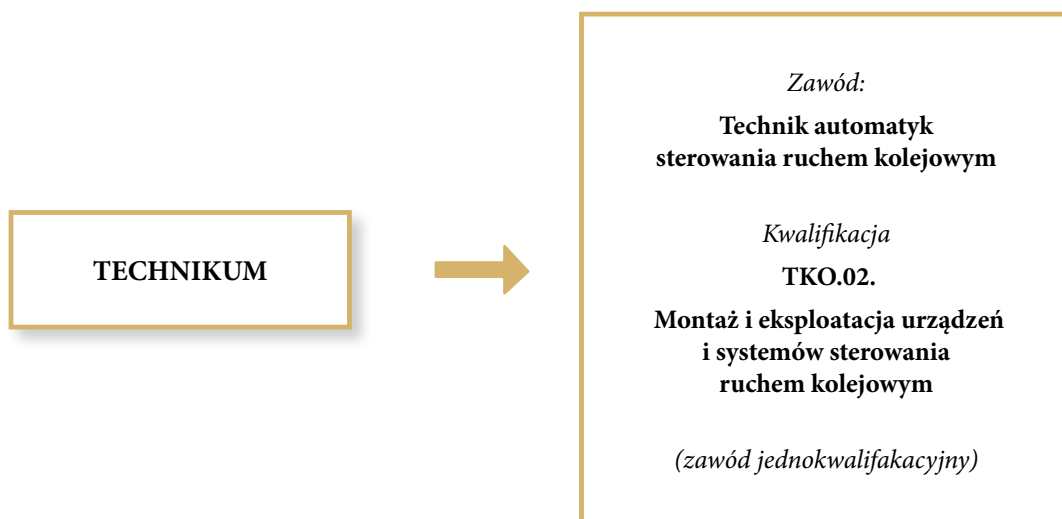 TECHNIKUM
Zawód:
Technik automatyk
sterowania ruchem kolejowym
Kwalifikacja
TKO.02.
Montaż i eksploatacja urządzeń
i systemów sterowania
ruchem kolejowym
(zawód jednokwalifakacyjny)